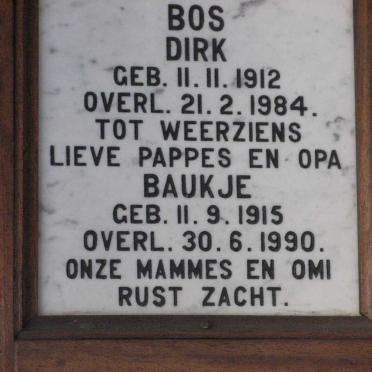 BOS
DIRK
GEB. 11. 11. 1912
OVERL. 21. 2. 1984.
TOT WEERZIENS
LIEVE PAPPES EN OPA
BAUKJE
GEB. 11. 9. 1915
OVERL. 30. 6. 1990.
ONZE MAMMES EN OMI
RUST ZACHT.